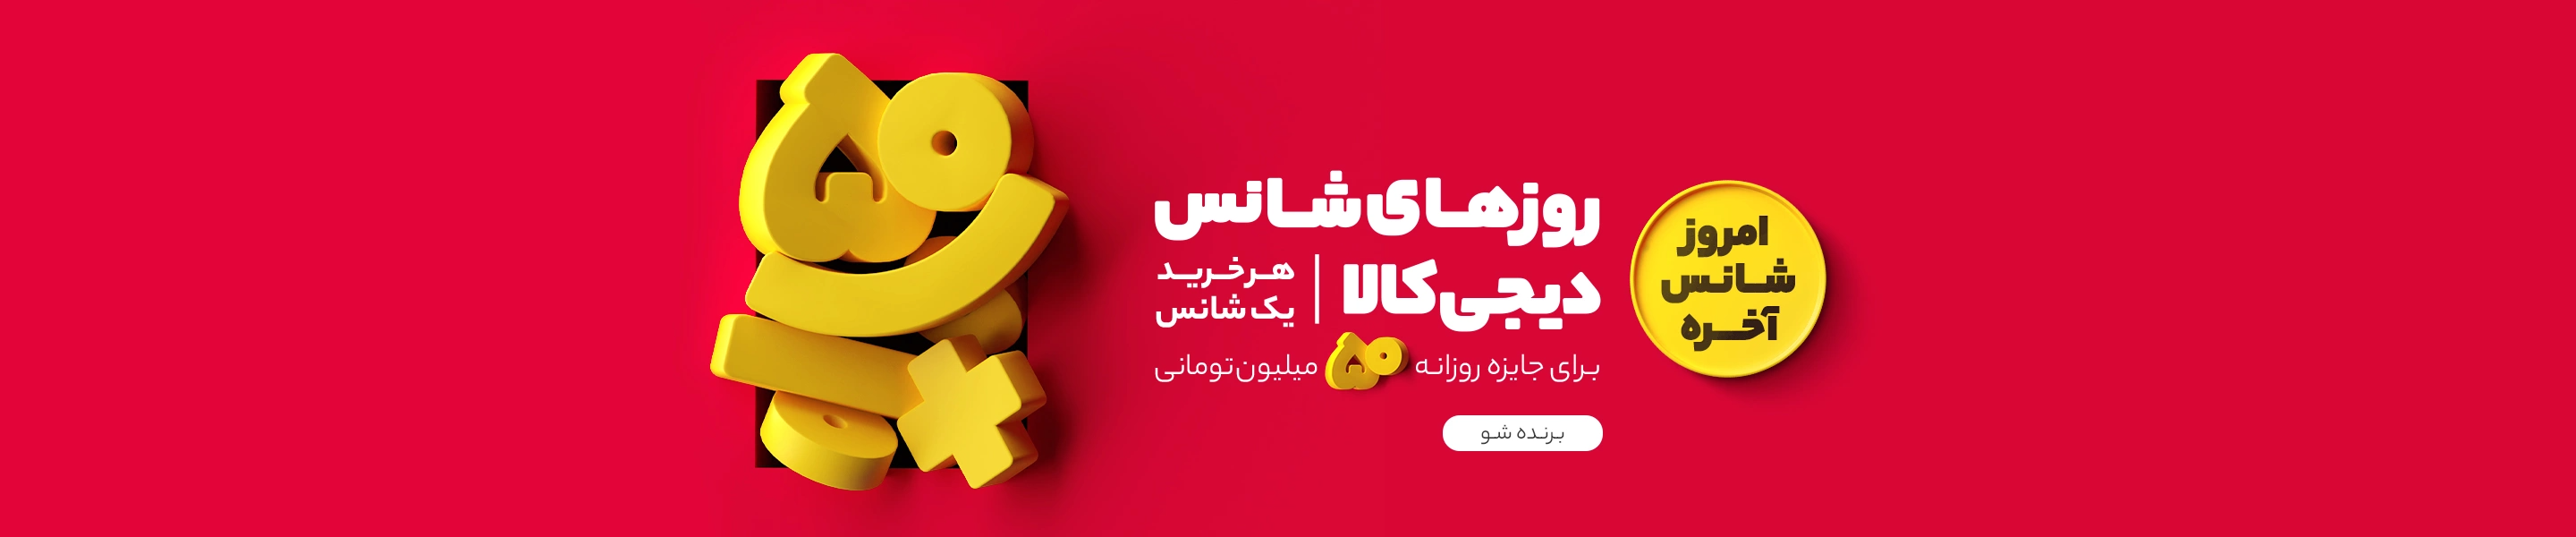 امروز
شانس
آخره
روزهای شانس
دیجی‌کالا
هر خرید
یک شانس
برای جایزه روزانه ۵۰ میلیون تومانی
برنده شو